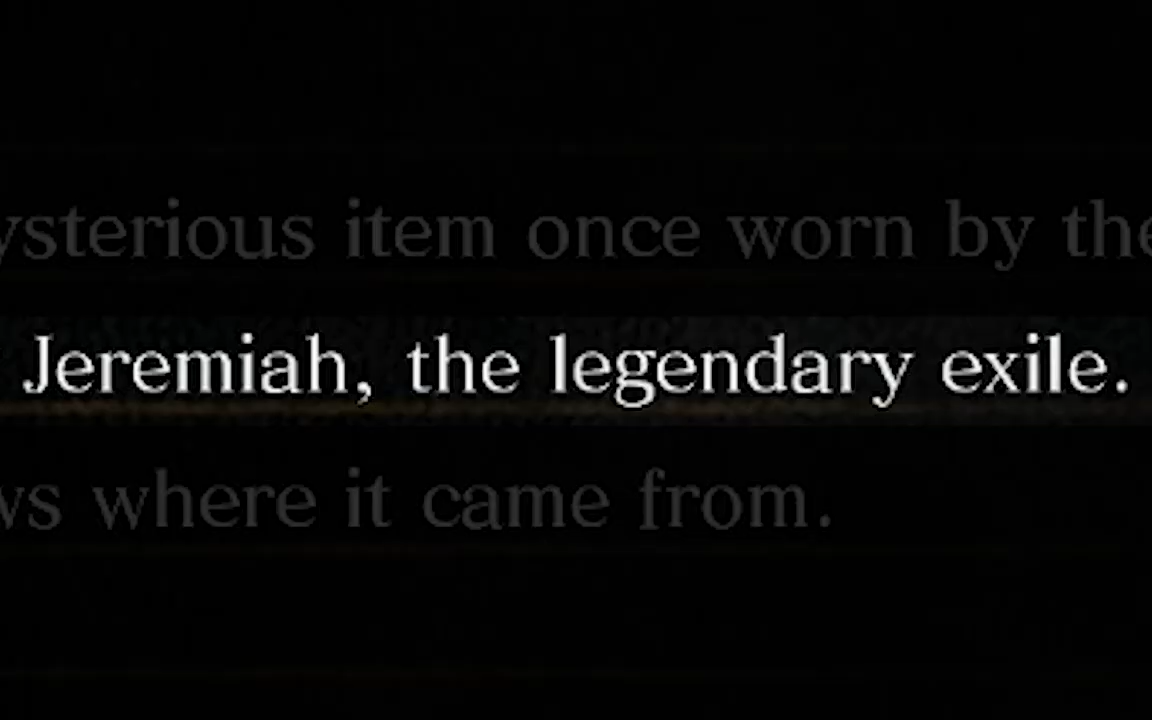 ysterious item once worn by the
Jeremiah, the legendary exile.
ws where it came from.